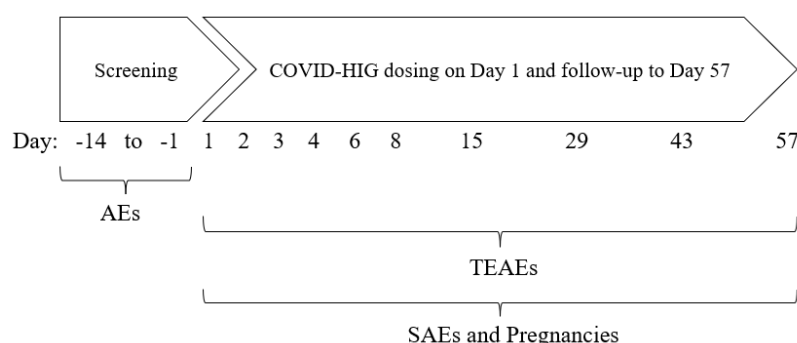 Screening
COVID-HIG dosing on Day 1 and follow-up to Day 57
Day: -14 to -1 1 2 3 4 6 8 15 29 43 57
AEs
TEAEs
SAEs and Pregnancies